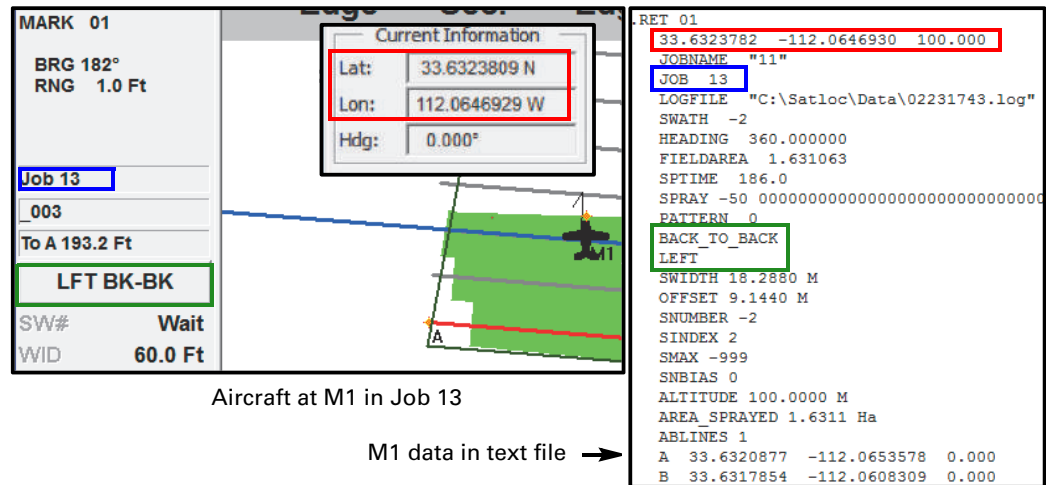 MARK 01
BRG 182°
RNG 1.0 Ft
Job 13
_003
To A 193.2 Ft
LFT BK-BK
SW# Wait
WID 60.0 Ft
Current Information
Lat: 33.6323809 N
Lon: 112.0646929 W
Hdg: 0.000°
M1
A
Aircraft at M1 in Job 13
M1 data in text file
.RET 01
33.6323782 -112.0646930 100.000
JOBNAME "11"
JOB 13
LOGFILE "C:\Satloc\Data\02231743.log"
SWATH -2
HEADING 360.000000
FIELDAREA 1.631063
SPTIME 186.0
SPRAY -50
PATTERN 0
BACK_TO_BACK
LEFT
SWIDTH 18.2880 M
OFFSET 9.1440 M
SNUMBER -2
SINDEX 2
SMAX -999
SNBIAS 0
ALTITUDE 100.0000 M
AREA_SPRAYED 1.6311 Ha
ABLINES 1
A 33.6320877 -112.0653578 0.000
B 33.6317854 -112.0608309 0.000